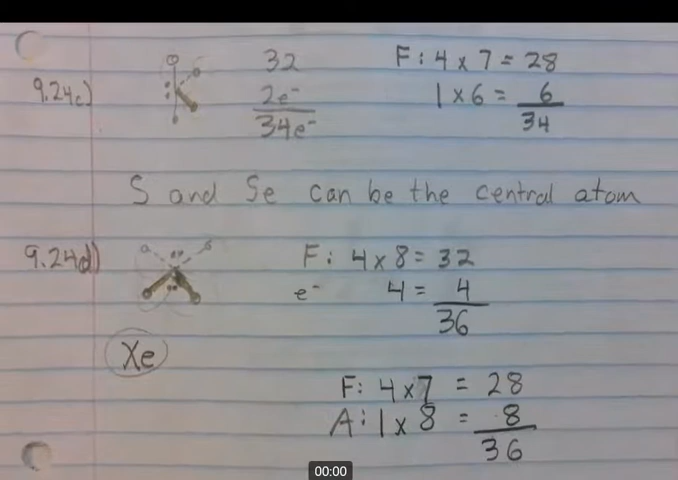 32 F: 4 x 7 = 28
9.24c) 2e⁻ 1 x 6 = 6
34e⁻ 34
S and Se can be the central atom
9.24d) F: 4 x 8 = 32
e⁻ 4 = 4
36
Xe
F: 4 x 7 = 28
A: 1 x 8 = 8
36
00:00